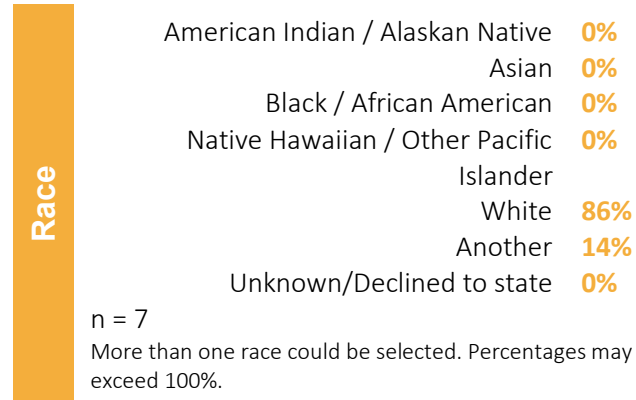 Race
American Indian / Alaskan Native 0%
Asian 0%
Black / African American 0%
Native Hawaiian / Other Pacific 0%
Islander
White 86%
Another 14%
Unknown/Declined to state 0%
n = 7
More than one race could be selected. Percentages may
exceed 100%.